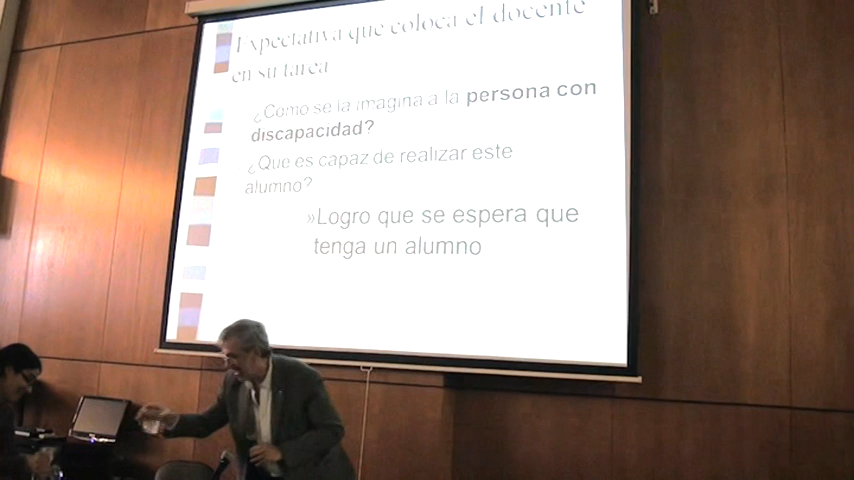 Expectativa que coloca el docente
en su tarea
¿Como se la imagina a la persona con
discapacidad?
¿Que es capaz de realizar este
alumno?
»Logro que se espera que
tenga un alumno